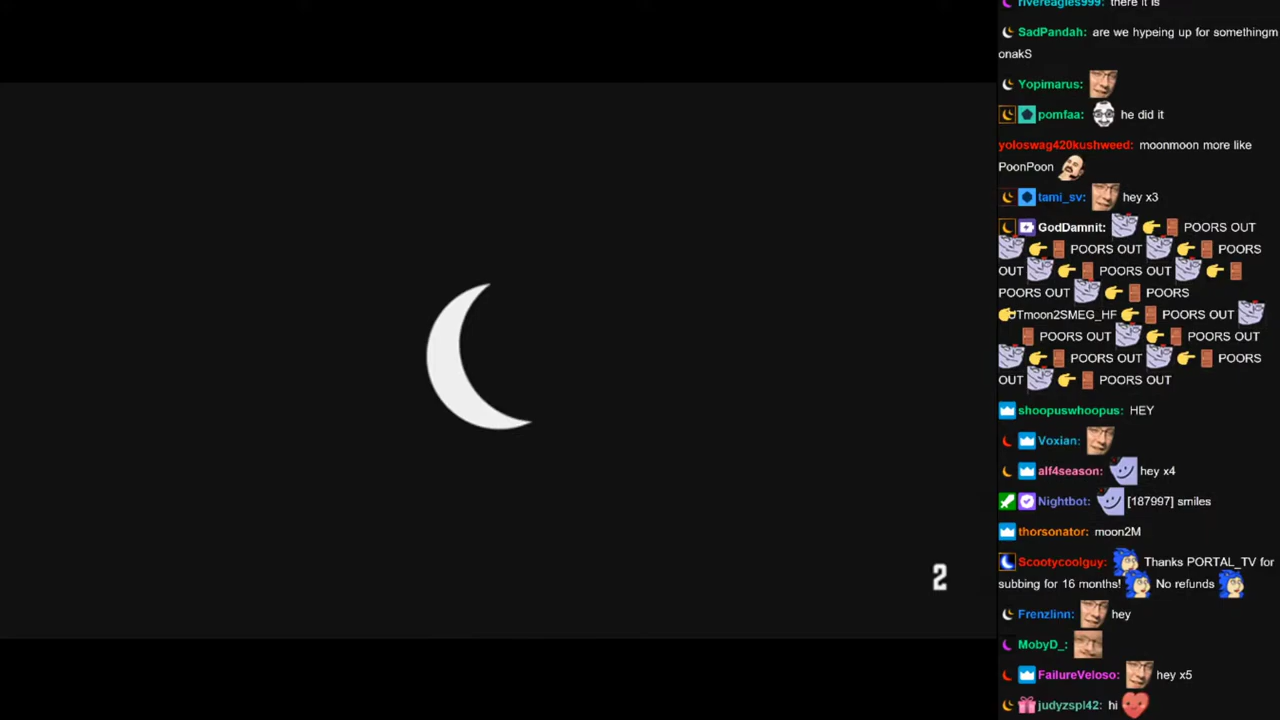 2
rivereagles999: there it is
SadPandah: are we hypeing up for somethingm
onakS
Yopimarus:
pomfaa: he did it
yoloswag420kushweed: moonmoon more like
PoonPoon
tami_sv: hey x3
GodDamnit: POORS OUT
POORS OUT POORS
OUT POORS OUT
POORS OUT POORS
UTmoon2SMEG_HF POORS OUT
POORS OUT POORS OUT
POORS OUT POORS
OUT POORS OUT
shoopuswhoopus: HEY
Voxian:
alf4season: hey x4
Nightbot: [187997] smiles
thorsonator: moon2M
Scootycoolguy: Thanks PORTAL_TV for
subbing for 16 months! No refunds
Frenzlinn: hey
MobyD_:
FailureVeloso: hey x5
judyzspl42: hi